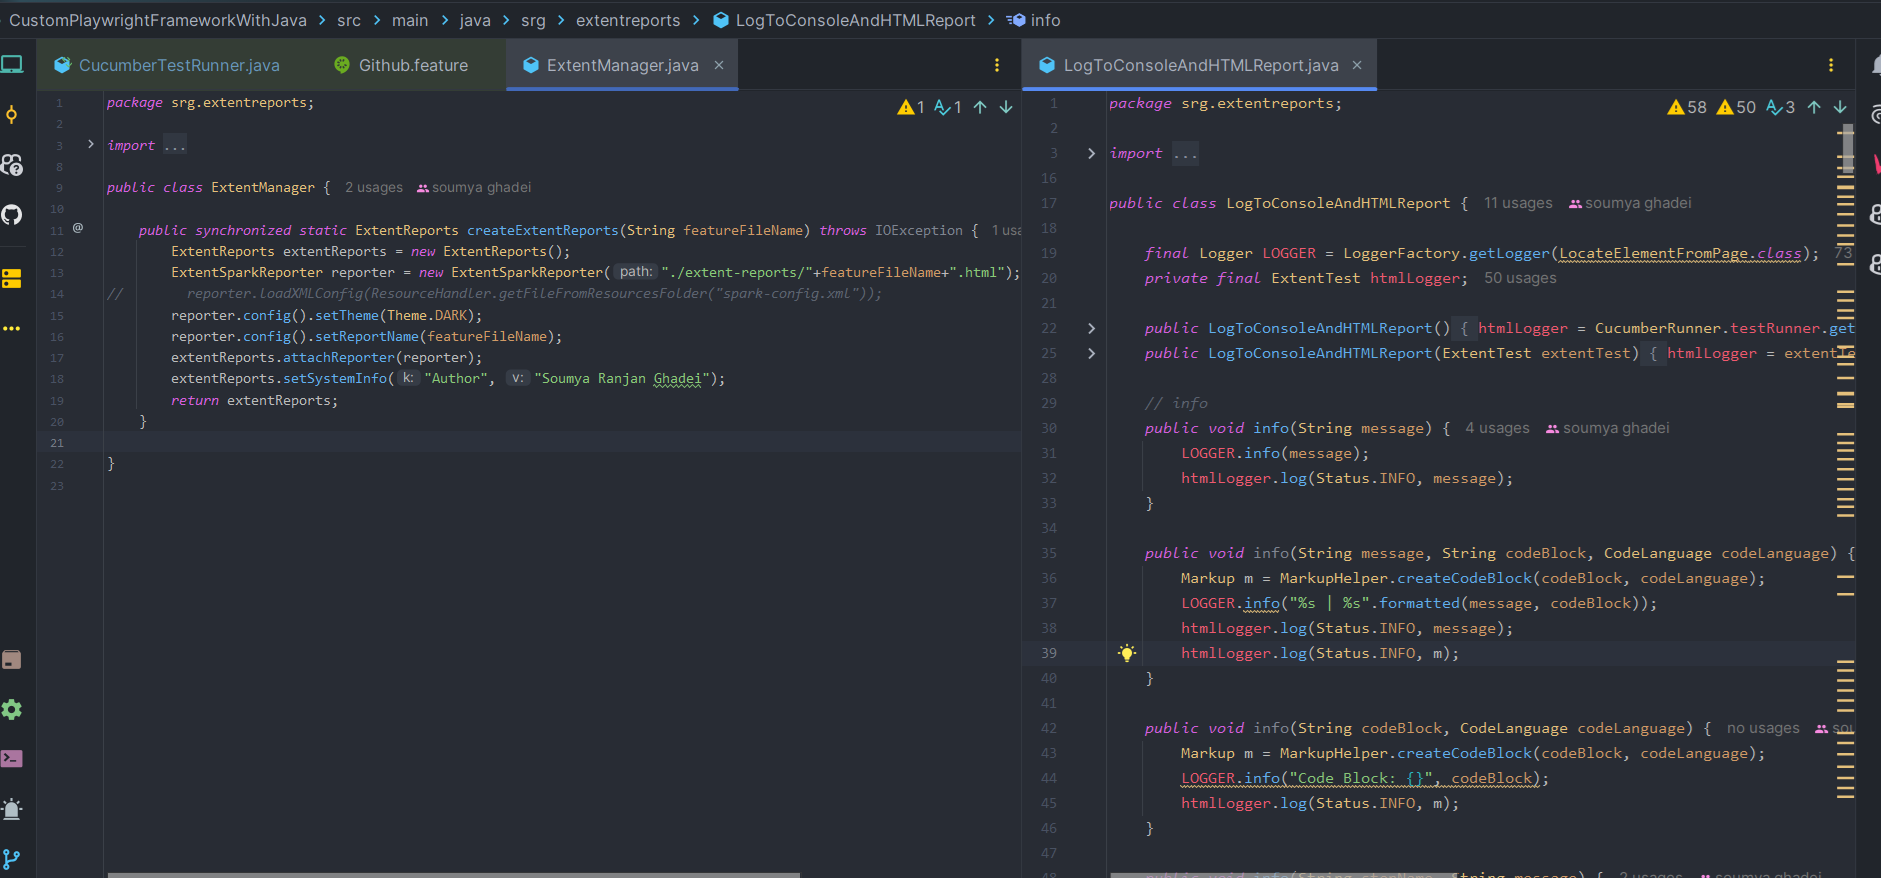 CustomPlaywrightFrameworkWithJava > src > main > java > srg > extentreports > LogToConsoleAndHTMLReport > info
CucumberTestRunner.java Github.feature ExtentManager.java ×
1 package srg.extentreports;
2
3 import ...
8
9 public class ExtentManager { 2 usages soumya ghadei
10
11 public synchronized static ExtentReports createExtentReports(String featureFileName) throws IOException { 1 usa
12 ExtentReports extentReports = new ExtentReports();
13 ExtentSparkReporter reporter = new ExtentSparkReporter( path: "./extent-reports/"+featureFileName+".html");
14 // reporter.loadXMLConfig(ResourceHandler.getFileFromResourcesFolder("spark-config.xml"));
15 reporter.config().setTheme(Theme.DARK);
16 reporter.config().setReportName(featureFileName);
17 extentReports.attachReporter(reporter);
18 extentReports.setSystemInfo( k: "Author", v: "Soumya Ranjan Ghadei");
19 return extentReports;
20 }
21
22 }
23
1 1
LogToConsoleAndHTMLReport.java ×
58 50 3
1 package srg.extentreports;
2
3 import ...
16
17 public class LogToConsoleAndHTMLReport { 11 usages soumya ghadei
18
19 final Logger LOGGER = LoggerFactory.getLogger(LocateElementFromPage.class); 73
20 private final ExtentTest htmlLogger; 50 usages
21
22 public LogToConsoleAndHTMLReport() { htmlLogger = CucumberRunner.testRunner.get
25 public LogToConsoleAndHTMLReport(ExtentTest extentTest) { htmlLogger = extentTe
28
29 // info
30 public void info(String message) { 4 usages soumya ghadei
31 LOGGER.info(message);
32 htmlLogger.log(Status.INFO, message);
33 }
34
35 public void info(String message, String codeBlock, CodeLanguage codeLanguage) {
36 Markup m = MarkupHelper.createCodeBlock(codeBlock, codeLanguage);
37 LOGGER.info("%s | %s".formatted(message, codeBlock));
38 htmlLogger.log(Status.INFO, message);
39 htmlLogger.log(Status.INFO, m);
40 }
41
42 public void info(String codeBlock, CodeLanguage codeLanguage) { no usages sou
43 Markup m = MarkupHelper.createCodeBlock(codeBlock, codeLanguage);
44 LOGGER.info("Code Block: {}", codeBlock);
45 htmlLogger.log(Status.INFO, m);
46 }
47
48 public void info(String stepName, String message) { 2 usages soumya ghadei